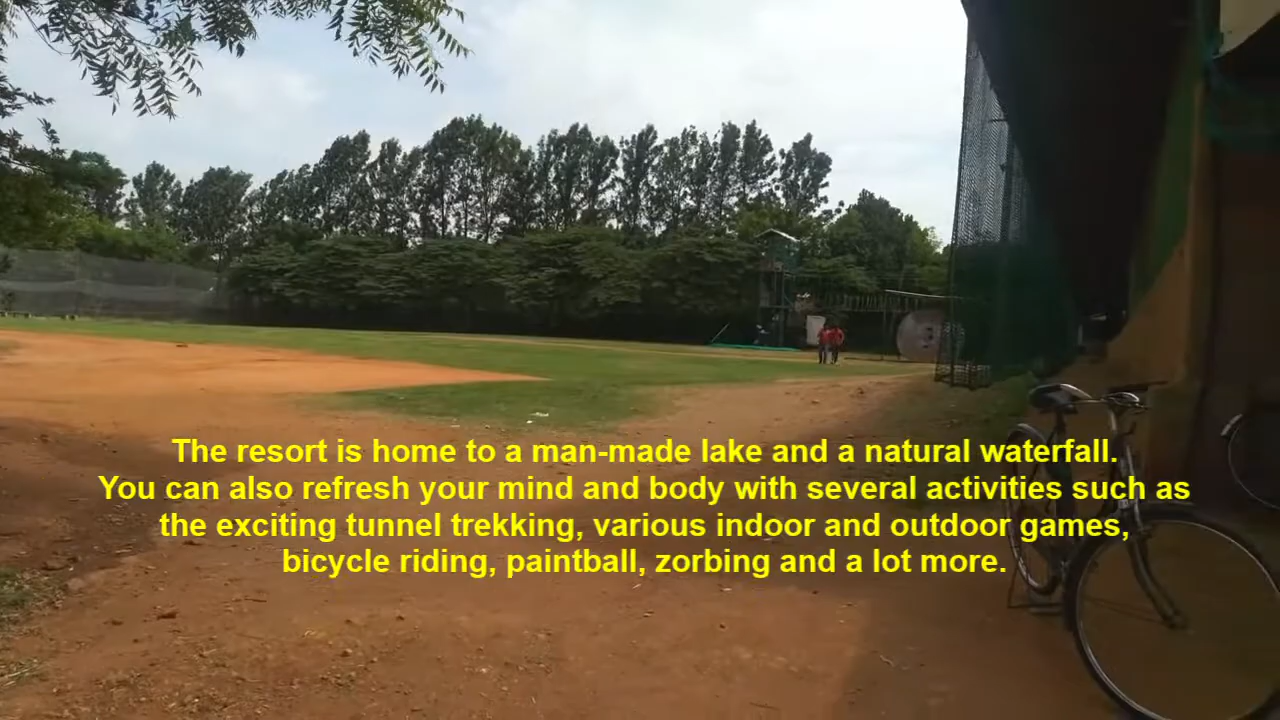 The resort is home to a man-made lake and a natural waterfall.
You can also refresh your mind and body with several activities such as
the exciting tunnel trekking, various indoor and outdoor games,
bicycle riding, paintball, zorbing and a lot more.